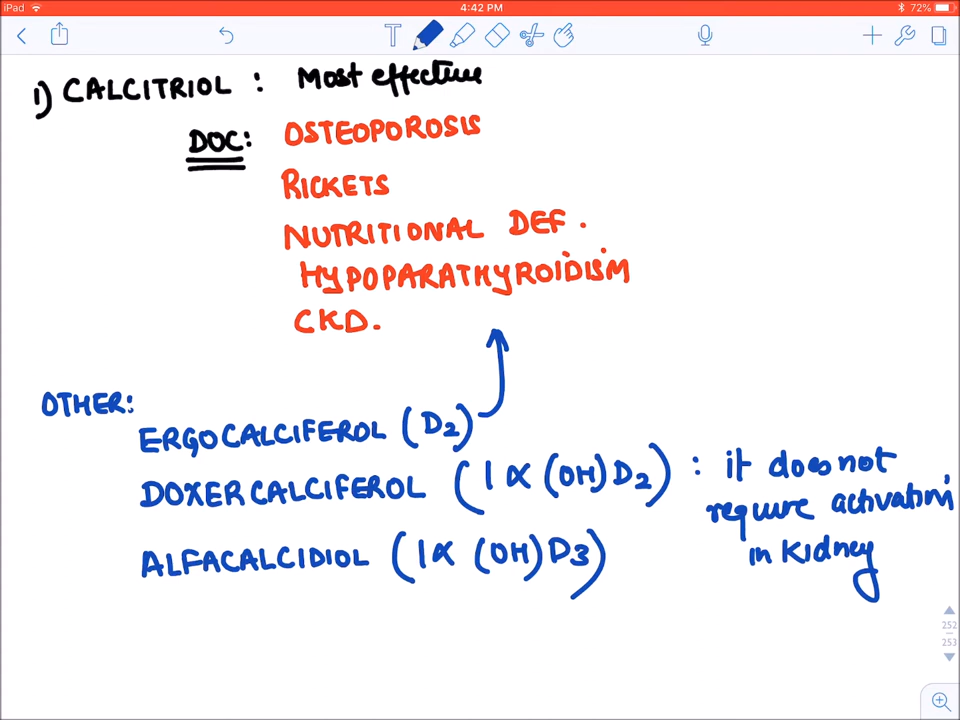 iPad 4:42 PM 72%
T
i) CALCITRIOL : Most effective
DOC: OSTEOPOROSIS
RICKETS
NUTRITIONAL DEF.
HYPOPARATHYROIDISM
CKD.
OTHER:
ERGOCALCIFEROL (D2)
DOXERCALCIFEROL (1α (OH) D2) : it does not
require activation
in Kidney
ALFACALCIDIOL (1α (OH) D3)
252
253